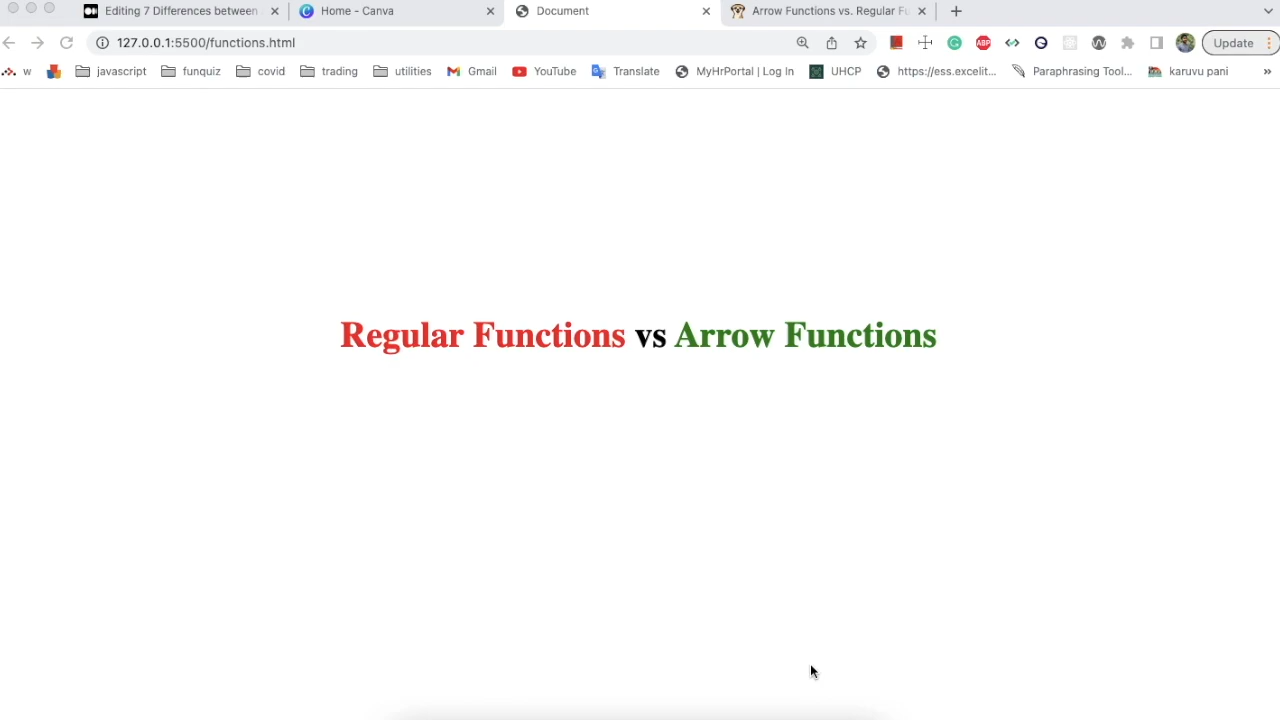 Editing 7 Differences between
Home - Canva
Document
Arrow Functions vs. Regular Fu
127.0.0.1:5500/functions.html
ABP
Update
w
javascript
funquiz
covid
trading
utilities
Gmail
YouTube
Translate
MyHrPortal | Log In
UHCP
https://ess.excelit...
Paraphrasing Tool...
karuvu pani
»
Regular Functions vs Arrow Functions